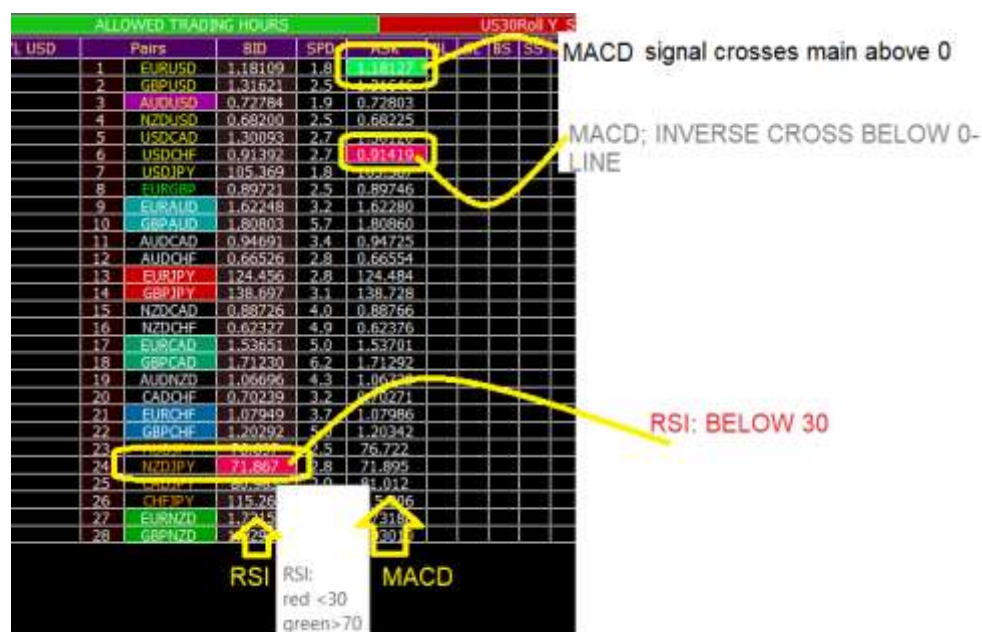 ALLOWED TRADING HOURS US30Roll Y_S
L USD Pairs BID SPD ASK BS SS
1 EURUSD 1.18109 1.8 1.18127
2 GBPUSD 1.31621 2.5
3 AUDUSD 0.72784 1.9 0.72803
4 NZDUSD 0.68200 2.5 0.68225
5 USDCAD 1.30093 2.7
6 USDCHF 0.91392 2.7 0.91419
7 USDJPY 105.369 1.8
8 EURGBP 0.89721 2.5 0.89746
9 EURAUD 1.62248 3.2 1.62280
10 GBPAUD 1.80803 5.7 1.80860
11 AUDCAD 0.94691 3.4 0.94725
12 AUDCHF 0.66526 2.8 0.66554
13 EURJPY 124.456 2.8 124.484
14 GBPJPY 138.697 3.1 138.728
15 NZDCAD 0.88726 4.0 0.88766
16 NZDCHF 0.62327 4.9 0.62376
17 EURCAD 1.53651 5.0 1.53701
18 GBPCAD 1.71230 6.2 1.71292
19 AUDNZD 1.06696 4.3
20 CADCHF 0.70239 3.2 0.70271
21 EURCHF 1.07949 3.7 1.07986
22 GBPCHF 1.20292 1.20342
23 76.722
24 NZDJPY 71.867 2.8 71.895
25 81.012
26 CHFJPY
27 EURNZD
28 GBPNZD
MACD signal crosses main above 0
MACD; INVERSE CROSS BELOW 0-
LINE
RSI: BELOW 30
RSI
RSI:
red <30
green>70
MACD